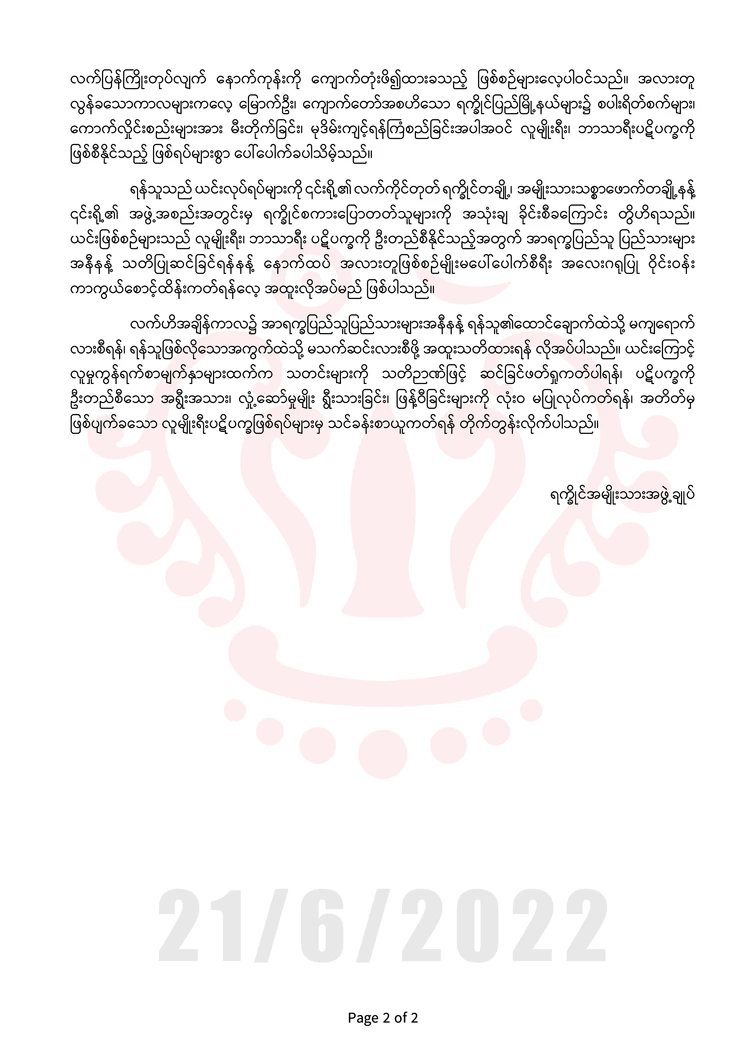 လက်ပြန်ကြိုးတုပ်လျက် နောက်ကုန်းကို ကျောက်တုံးဖိ၍ထားခသည့် ဖြစ်စဉ်များလေ့ပါဝင်သည်။ အလားတူ
လွန်ခသောကာလများကလေ့ မြောက်ဦး၊ ကျောက်တော်အစဟိသော ရက္ခိုင်ပြည်မြို့နယ်များ၌ စပါးရိတ်စက်များ၊
ကောက်လှိုင်းစည်းများအား မီးတိုက်ခြင်း၊ မုဒိမ်းကျင့်ရန်ကြံစည်ခြင်းအပါအဝင် လူမျိုးရီး၊ ဘာသာရီးပဋိပက္ခကို
ဖြစ်စီနိုင်သည့် ဖြစ်ရပ်များစွာ ပေါ်ပေါက်ခပါသိမ့်သည်။
ရန်သူသည် ယင်းလုပ်ရပ်များကို ၎င်းရို့၏ လက်ကိုင်တုတ် ရက္ခိုင်တချို့၊ အမျိုးသားသစ္စာဖောက်တချို့နန့်
၎င်းရို့၏ အဖွဲ့အစည်းအတွင်းမှ ရက္ခိုင်စကားပြောတတ်သူများကို အသုံးချ ခိုင်းစီခကြောင်း တွိဟိရသည်။
ယင်းဖြစ်စဉ်များသည် လူမျိုးရီး၊ ဘာသာရီး ပဋိပက္ခကို ဦးတည်စီနိုင်သည့်အတွက် အာရက္ခပြည်သူ ပြည်သားများ
အနီနန့် သတိပြုဆင်ခြင်ရန်နန့် နောက်ထပ် အလားတူဖြစ်စဉ်မျိုးမပေါ်ပေါက်စီရီး အလေးဂရုပြု ဝိုင်းဝန်း
ကာကွယ်စောင့်ထိန်းကတ်ရန်လေ့ အထူးလိုအပ်မည် ဖြစ်ပါသည်။
လက်ဟိအချိန်ကာလ၌ အာရက္ခပြည်သူပြည်သားများအနီနန့် ရန်သူ၏ထောင်ချောက်ထဲသို့ မကျရောက်
လားစီရန်၊ ရန်သူဖြစ်လိုသောအကွက်ထဲသို့ မသက်ဆင်းလားစီဖို့ အထူးသတိထားရန် လိုအပ်ပါသည်။ ယင်းကြောင့်
လူမှုကွန်ရက်စာမျက်နှာများထက်က သတင်းများကို သတိဉာဏ်ဖြင့် ဆင်ခြင်ဖတ်ရှုကတ်ပါရန်၊ ပဋိပက္ခကို
ဦးတည်စီသော အရွီးအသား၊ လှုံ့ဆော်မှုမျိုး ရွီးသားခြင်း၊ ဖြန့်ဝီခြင်းများကို လုံးဝ မပြုလုပ်ကတ်ရန်၊ အတိတ်မှ
ဖြစ်ပျက်ခသော လူမျိုးရီးပဋိပက္ခဖြစ်ရပ်များမှ သင်ခန်းစာယူကတ်ရန် တိုက်တွန်းလိုက်ပါသည်။
ရက္ခိုင်အမျိုးသားအဖွဲ့ချုပ်
21/6/2022
Page 2 of 2